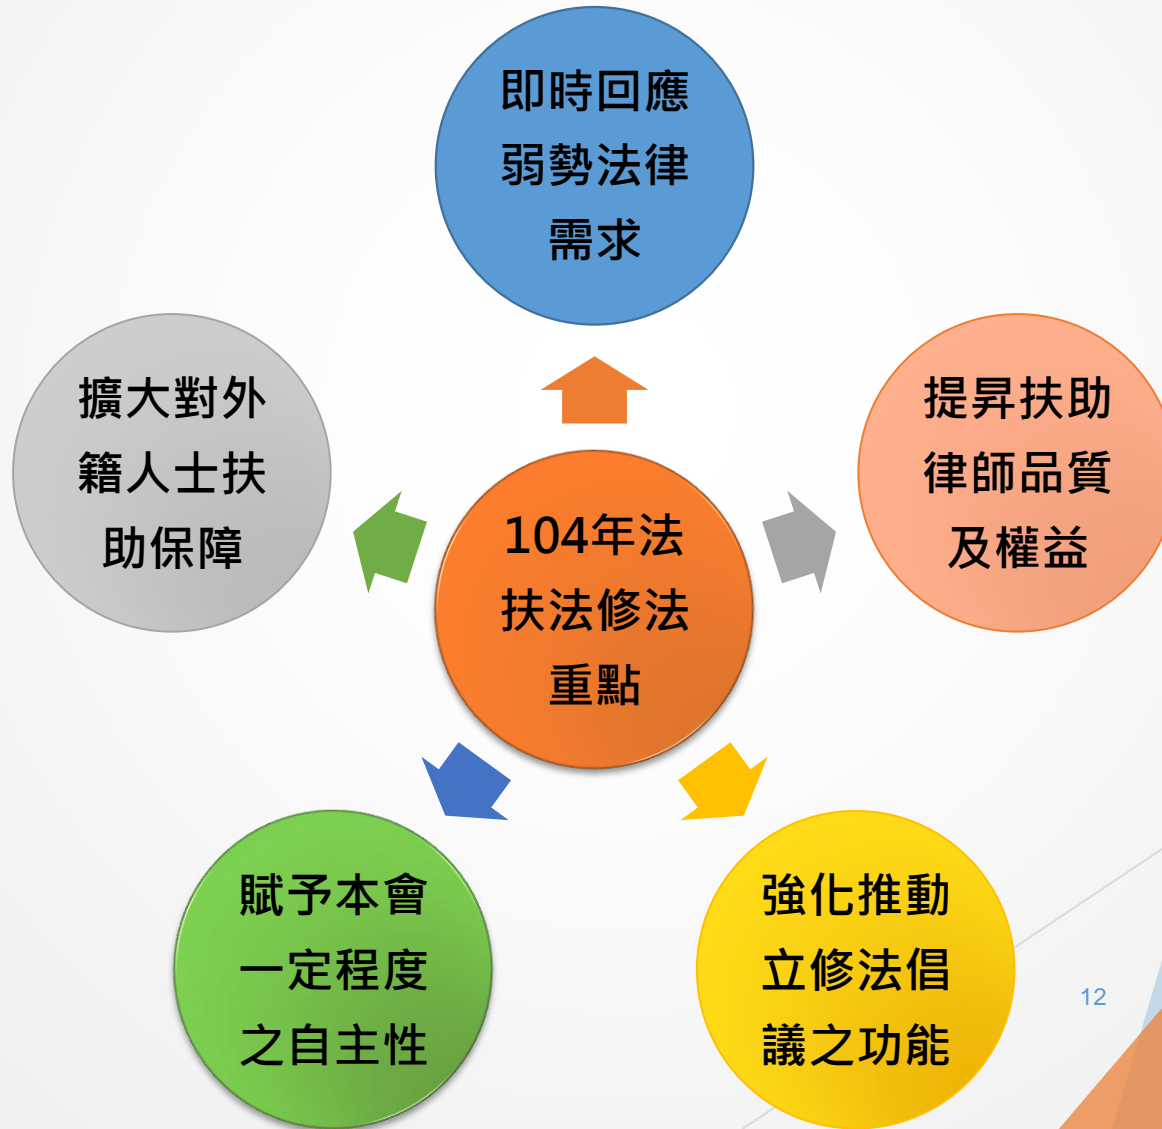 即時回應
弱勢法律
需求
擴大對外
籍人士扶
助保障
提昇扶助
律師品質
及權益
104年法
扶法修法
重點
賦予本會
一定程度
之自主性
強化推動
立修法倡
議之功能
12